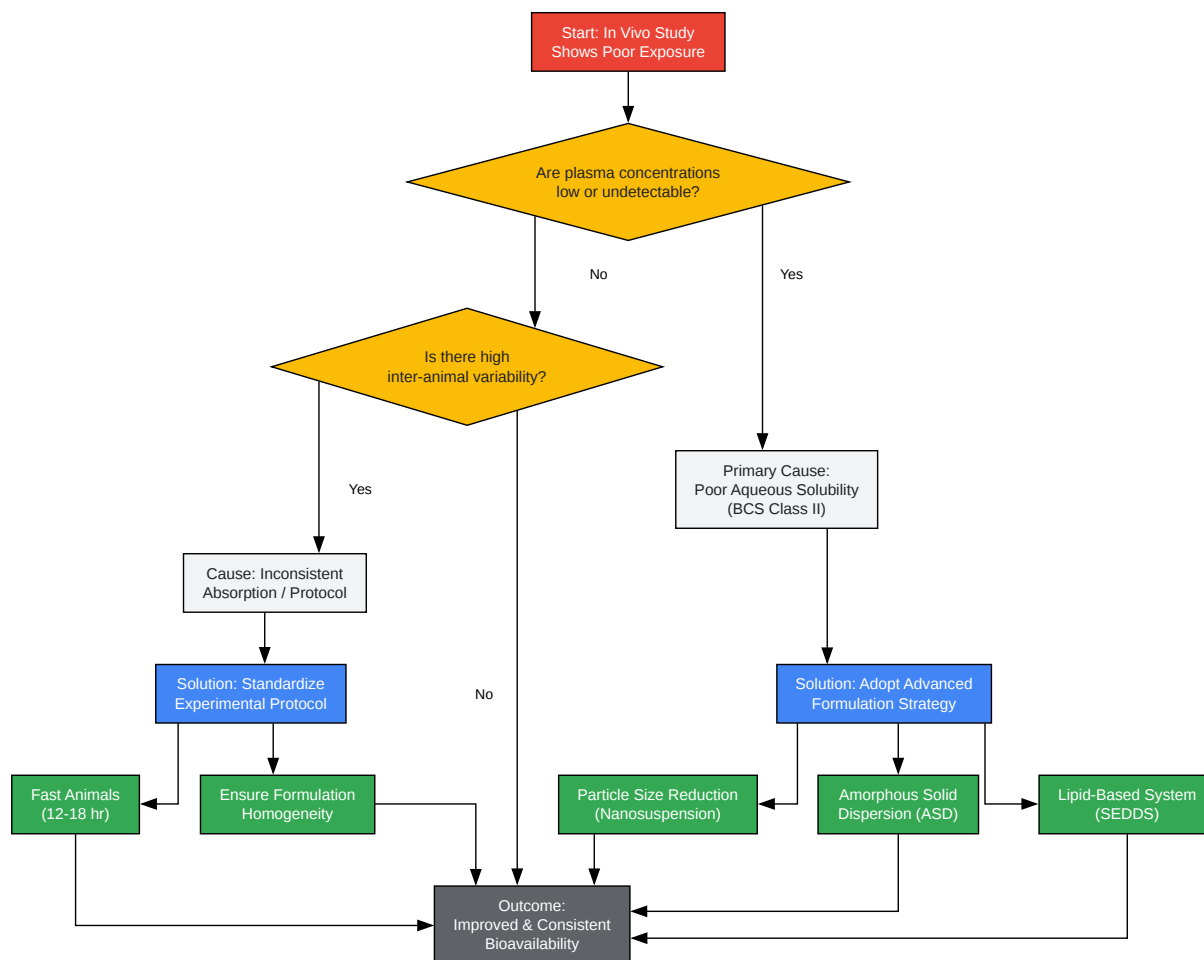 Start: In Vivo Study
Shows Poor Exposure
Are plasma concentrations
low or undetectable?
No
Yes
Is there high
inter-animal variability?
Primary Cause:
Poor Aqueous Solubility
(BCS Class II)
Yes
Cause: Inconsistent
Absorption / Protocol
Solution: Standardize
Experimental Protocol
No
Solution: Adopt Advanced
Formulation Strategy
Fast Animals
(12-18 hr)
Ensure Formulation
Homogeneity
Particle Size Reduction
(Nanosuspension)
Amorphous Solid
Dispersion (ASD)
Lipid-Based System
(SEDDS)
Outcome:
Improved & Consistent
Bioavailability